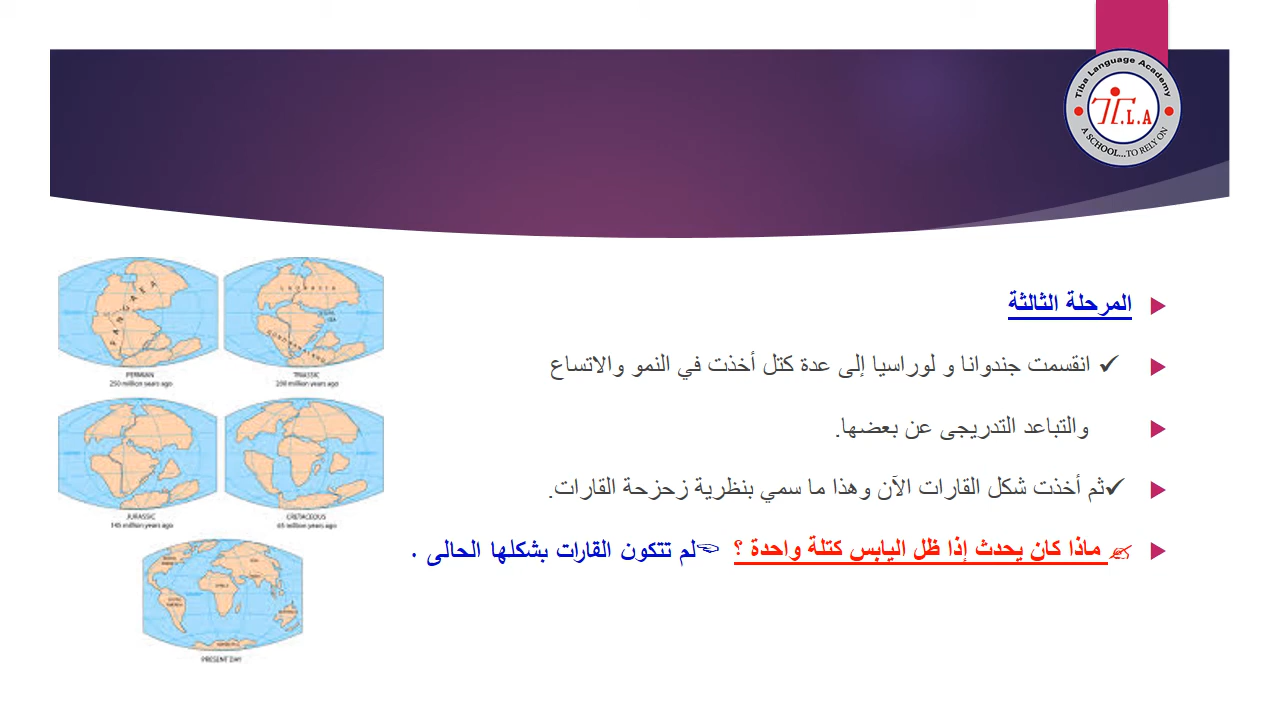 Tiba Language Academy
T.L.A
A SCHOOL...TO RELY ON
المرحلة الثالثة
انقسمت جندوانا و لوراسيا إلى عدة كتل أخذت في النمو والاتساع
والتباعد التدريجى عن بعضها.
ثم أخذت شكل القارات الآن وهذا ما سمي بنظرية زحزحة القارات.
ماذا كان يحدث إذا ظل اليابس كتلة واحدة ؟ لم تتكون القارات بشكلها الحالى .
PANGAEA
PERMIAN
250 million years ago
LAURASIA
GONDWANALAND
TRIASSIC
200 million years ago
JURASSIC
145 million years ago
CRETACEOUS
65 million years ago
PRESENT DAY